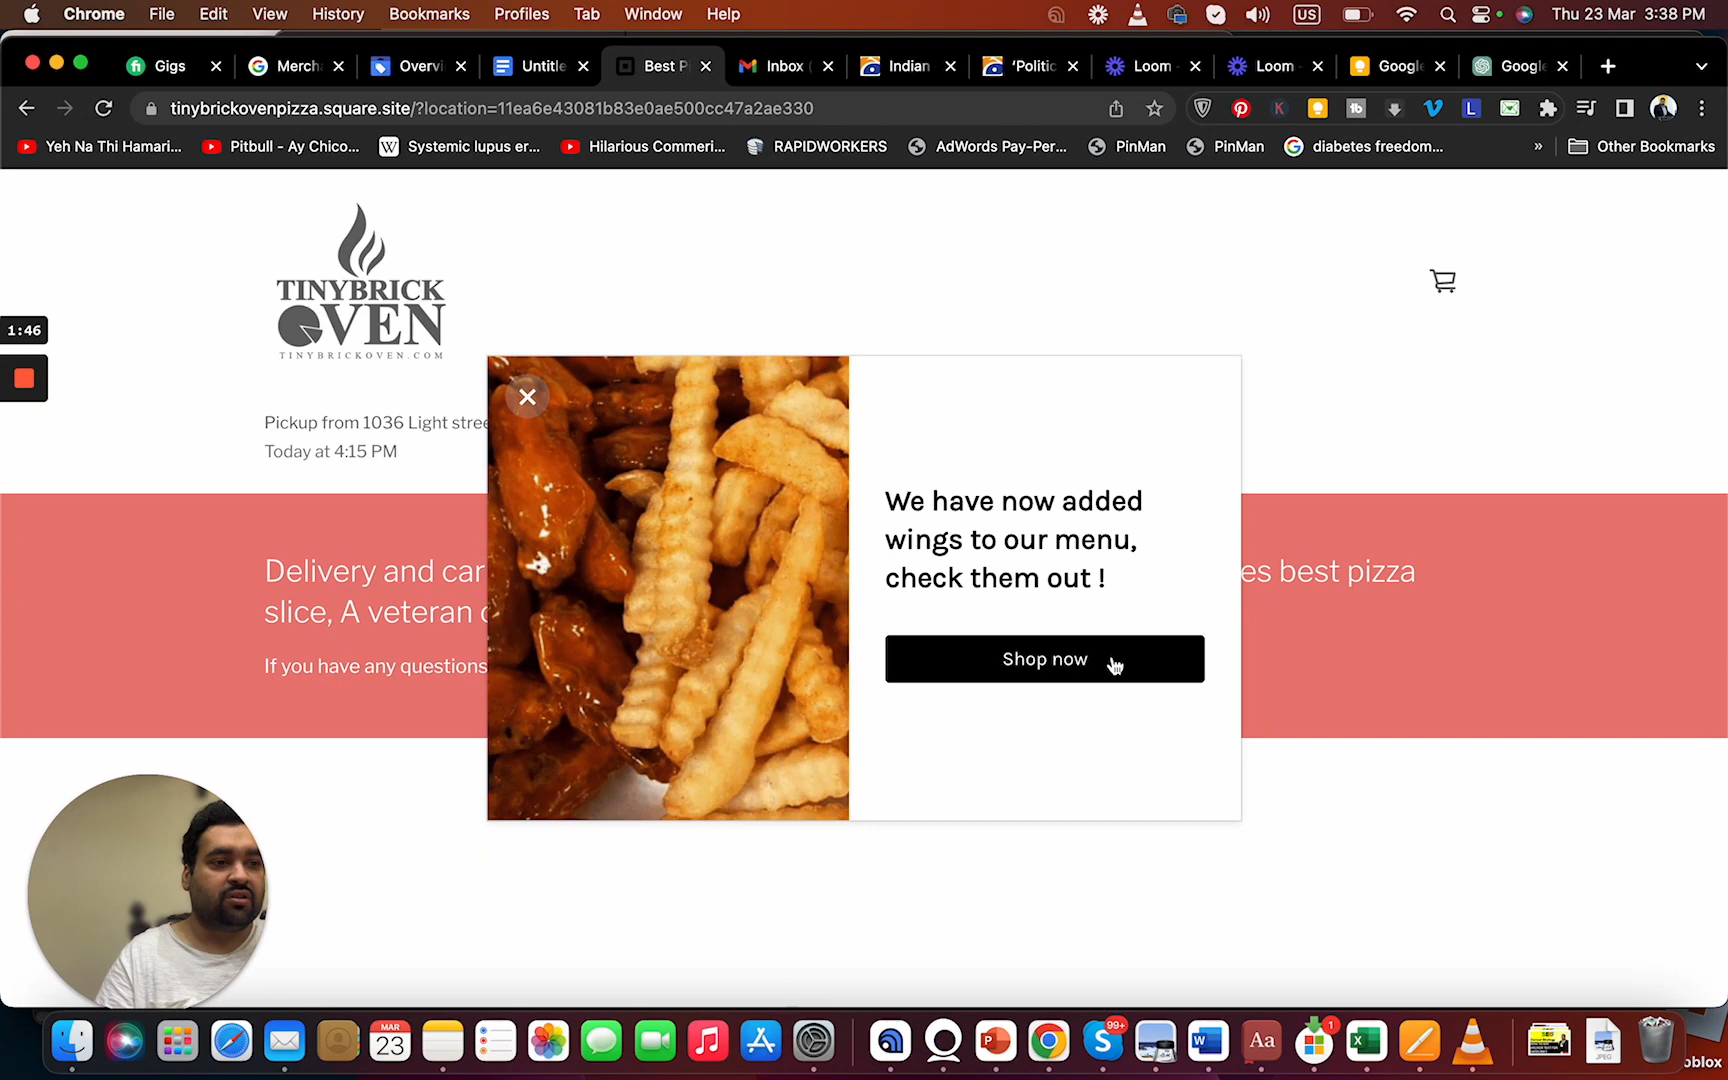 Chrome File Edit View History Bookmarks Profiles Tab Window Help US Thu 23 Mar 3:38 PM
Gigs Merch Overvi Untitle Best P Inbox ( Indian 'Politic Loom - Loom - Google Google
tinybrickovenpizza.square.site/?location=11ea6e43081b83e0ae500cc47a2ae330
Yeh Na Thi Hamari... Pitbull - Ay Chico... Systemic lupus er... Hilarious Commeri... RAPIDWORKERS AdWords Pay-Per... PinMan PinMan diabetes freedom... » Other Bookmarks
TINYBRICK
OVEN
TINYBRICKOVEN.COM
1:46
Pickup from 1036 Light stree
Today at 4:15 PM
We have now added
wings to our menu,
check them out !
Shop now
Delivery and car es best pizza
slice, A veteran
If you have any questions
MAR
23
99+
W
Aa
1
X
JPEG
oblox